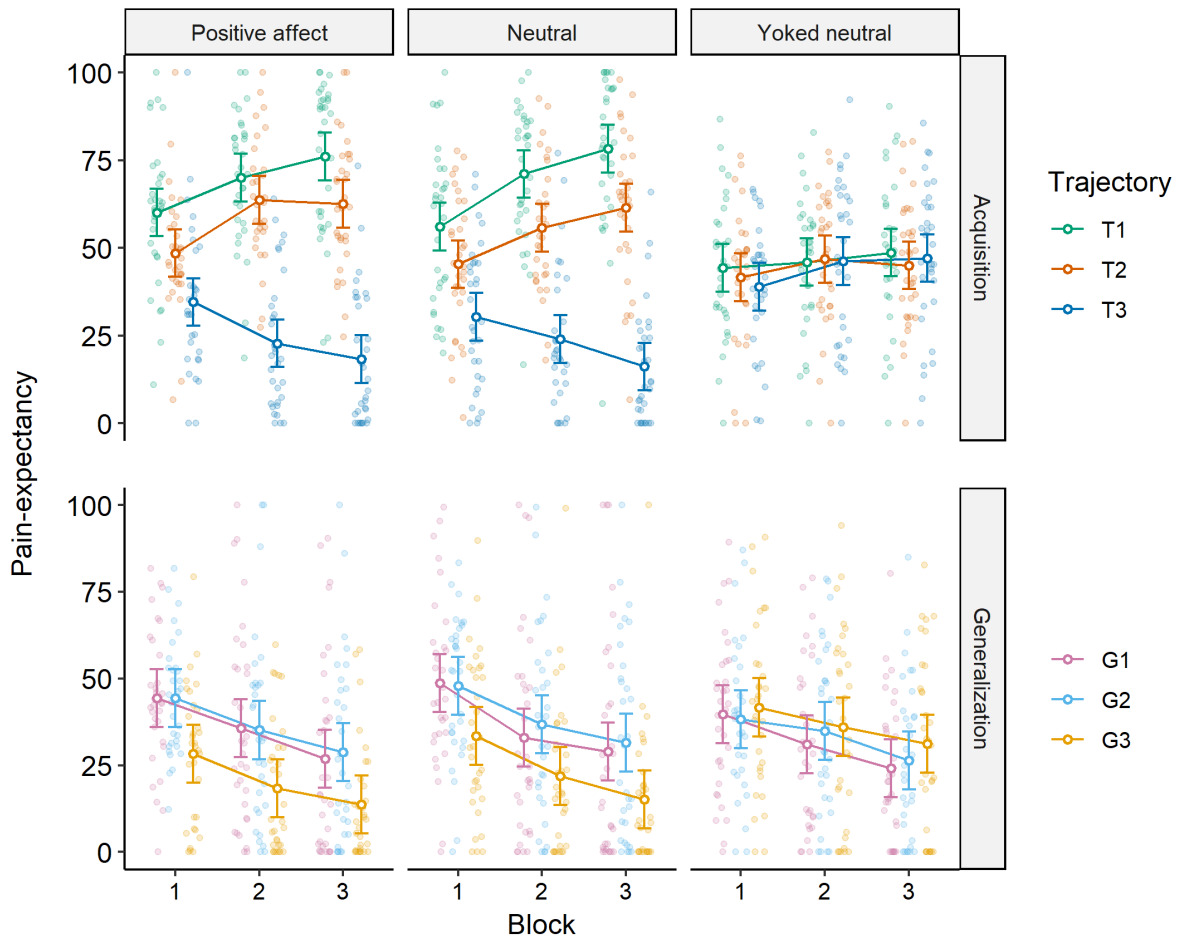 Positive affect
Neutral
Yoked neutral
Pain-expectancy
100
75
50
25
0
Acquisition
Trajectory
T1
T2
T3
100
75
50
25
0
Generalization
G1
G2
G3
1 2 3
1 2 3
1 2 3
Block